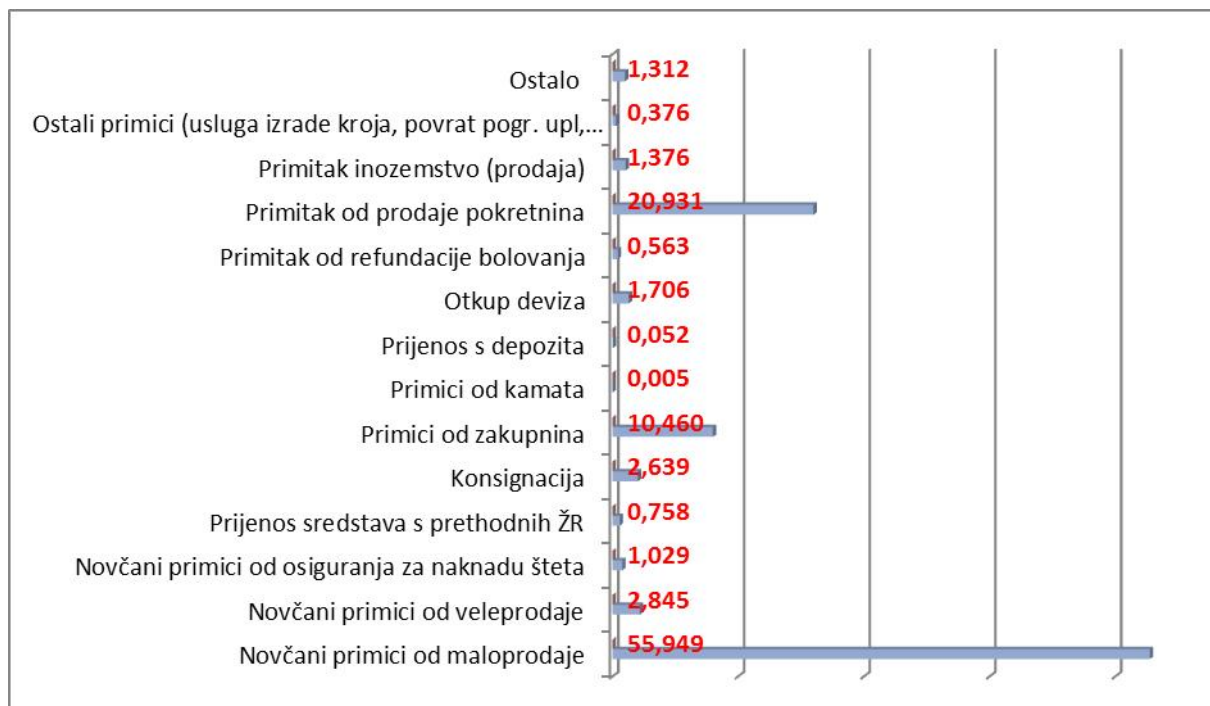 Ostalo 1,312
Ostali primici (usluga izrade kroja, povrat pogr. upl,... 0,376
Primitak inozemstvo (prodaja) 1,376
Primitak od prodaje pokretnina 20,931
Primitak od refundacije bolovanja 0,563
Otkup deviza 1,706
Prijenos s depozita 0,052
Primici od kamata 0,005
Primici od zakupnina 10,460
Konsignacija 2,639
Prijenos sredstava s prethodnih ŽR 0,758
Novčani primici od osiguranja za naknadu šteta 1,029
Novčani primici od veleprodaje 2,845
Novčani primici od maloprodaje 55,949